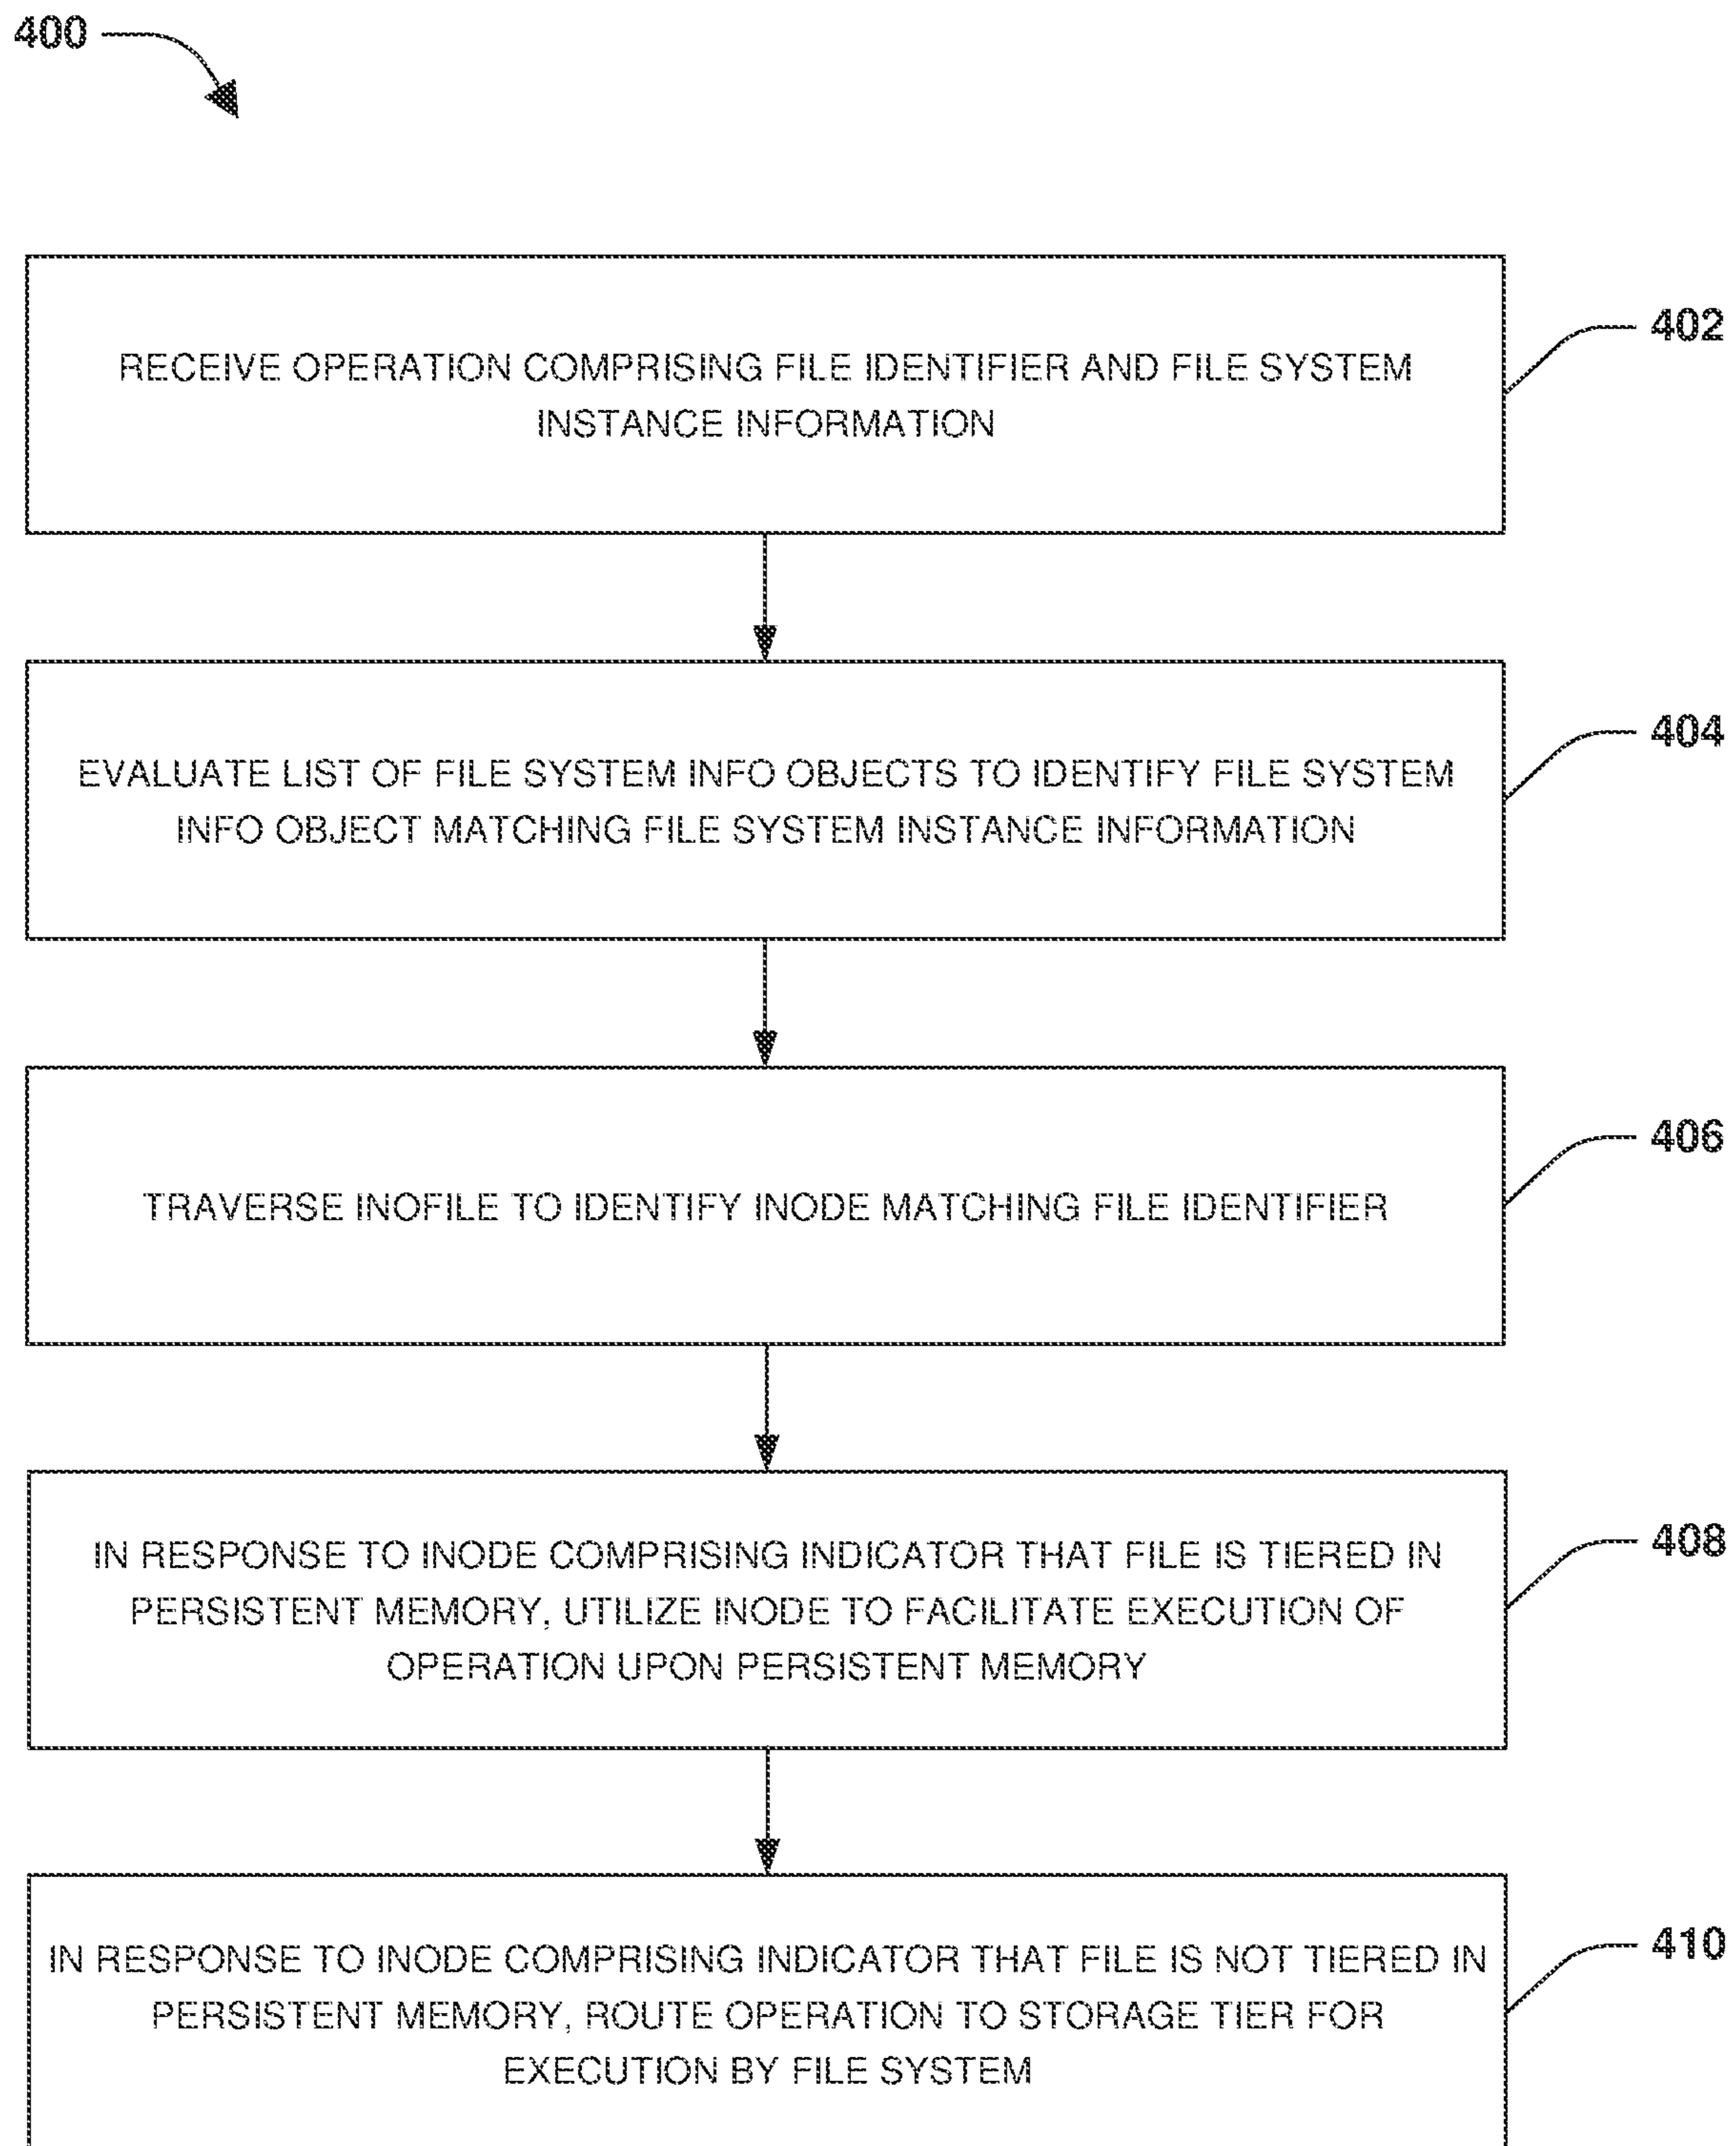 400
RECEIVE OPERATION COMPRISING FILE IDENTIFIER AND FILE SYSTEM
INSTANCE INFORMATION
402
EVALUATE LIST OF FILE SYSTEM INFO OBJECTS TO IDENTIFY FILE SYSTEM
INFO OBJECT MATCHING FILE SYSTEM INSTANCE INFORMATION
404
TRAVERSE INOFILE TO IDENTIFY INODE MATCHING FILE IDENTIFIER
406
IN RESPONSE TO INODE COMPRISING INDICATOR THAT FILE IS TIERED IN
PERSISTENT MEMORY, UTILIZE INODE TO FACILITATE EXECUTION OF
OPERATION UPON PERSISTENT MEMORY
408
IN RESPONSE TO INODE COMPRISING INDICATOR THAT FILE IS NOT TIERED IN
PERSISTENT MEMORY, ROUTE OPERATION TO STORAGE TIER FOR
EXECUTION BY FILE SYSTEM
410